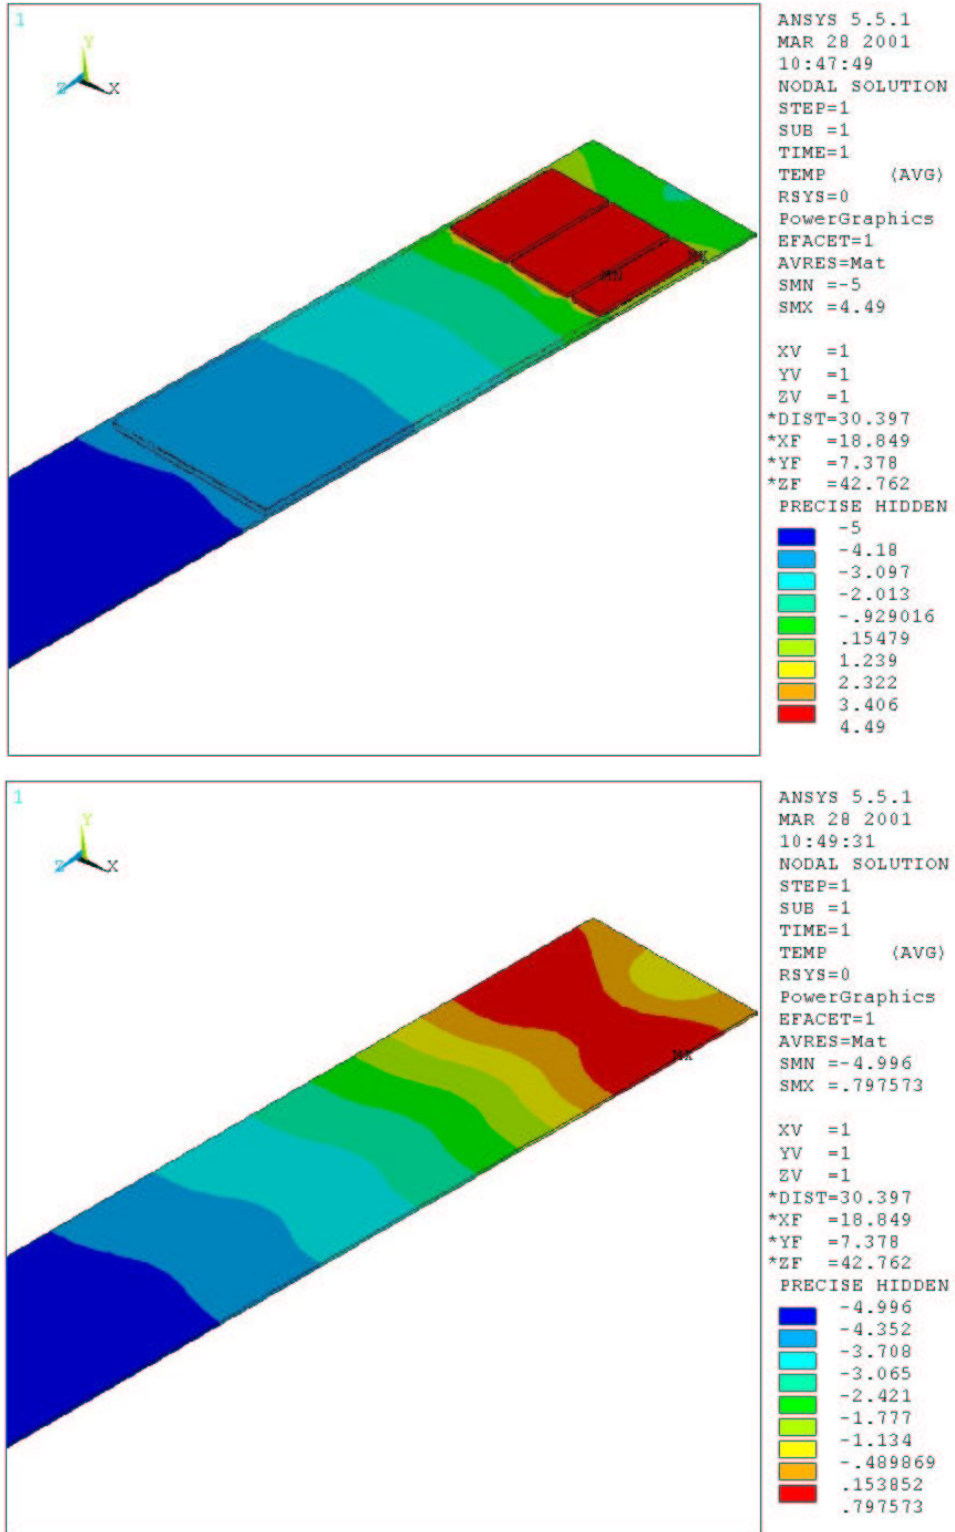 1
Y
Z
X
MN
MX
ANSYS 5.5.1
MAR 28 2001
10:47:49
NODAL SOLUTION
STEP=1
SUB =1
TIME=1
TEMP (AVG)
RSYS=0
PowerGraphics
EFACET=1
AVRES=Mat
SMN =-5
SMX =4.49
XV =1
YV =1
ZV =1
*DIST=30.397
*XF =18.849
*YF =7.378
*ZF =42.762
PRECISE HIDDEN
-5
-4.18
-3.097
-2.013
-.929016
.15479
1.239
2.322
3.406
4.49
1
Y
Z
X
MX
ANSYS 5.5.1
MAR 28 2001
10:49:31
NODAL SOLUTION
STEP=1
SUB =1
TIME=1
TEMP (AVG)
RSYS=0
PowerGraphics
EFACET=1
AVRES=Mat
SMN =-4.996
SMX =.797573
XV =1
YV =1
ZV =1
*DIST=30.397
*XF =18.849
*YF =7.378
*ZF =42.762
PRECISE HIDDEN
-4.996
-4.352
-3.708
-3.065
-2.421
-1.777
-1.134
-.489869
.153852
.797573